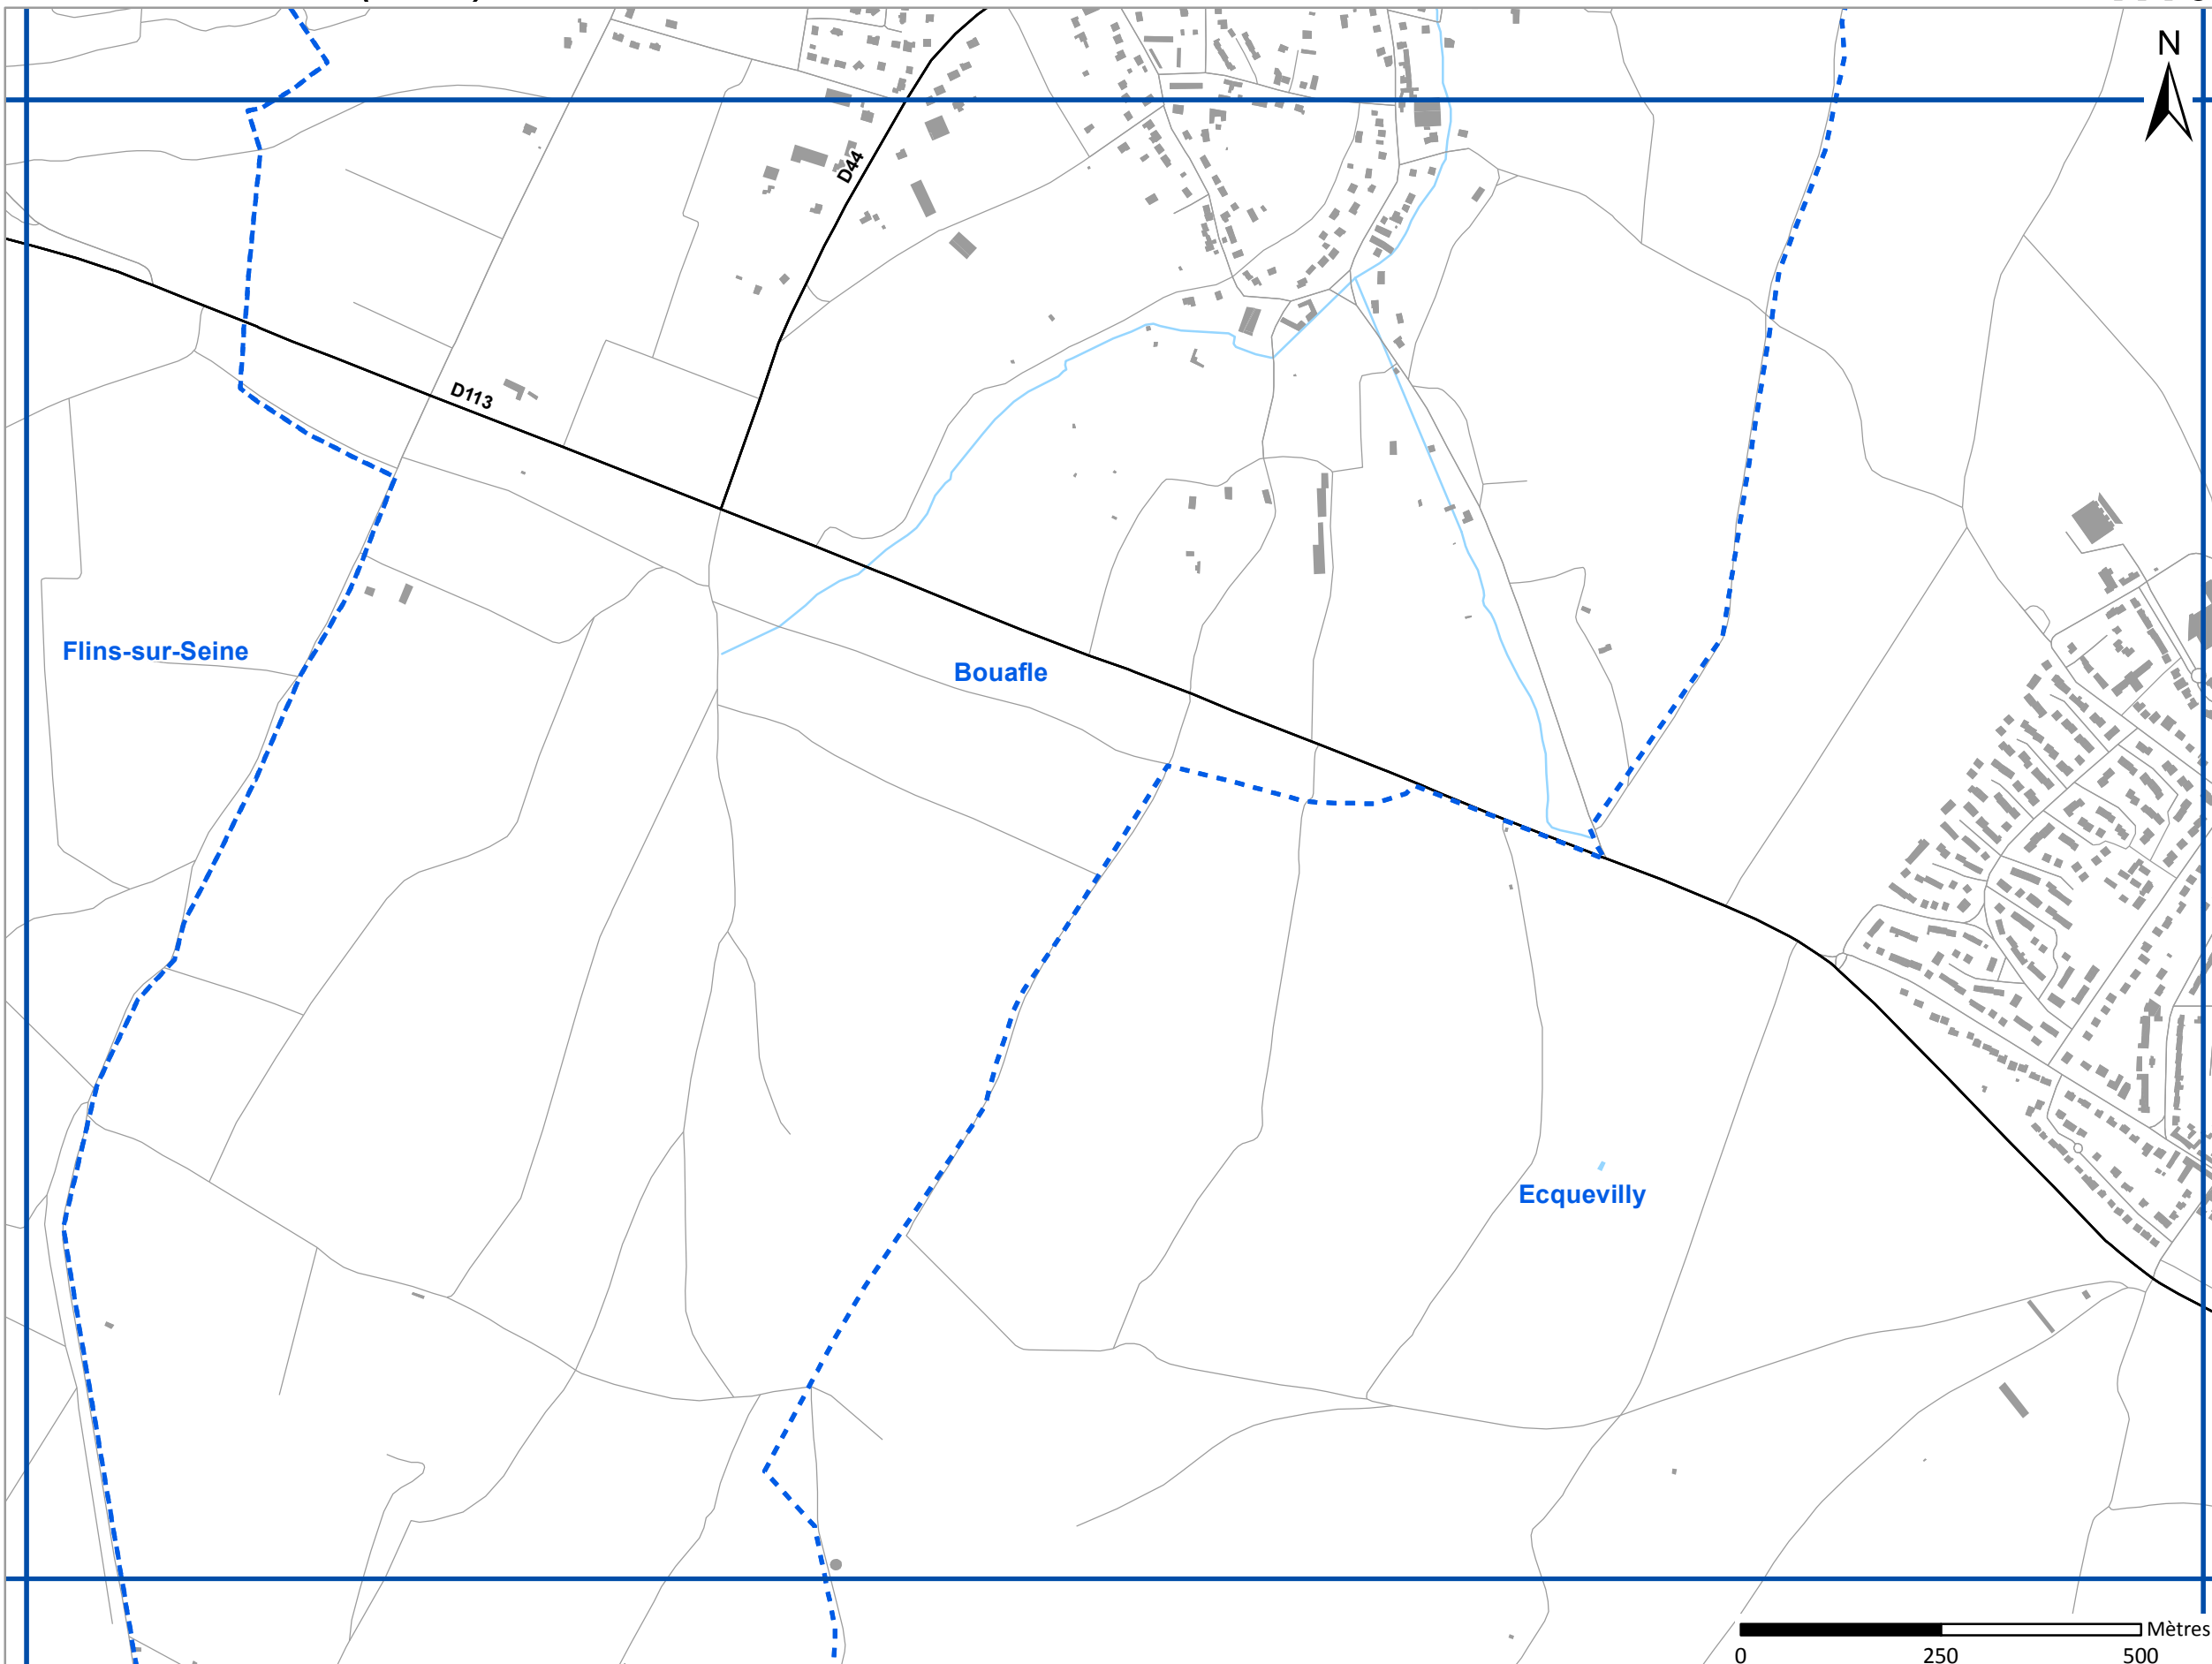 N
D44
D113
Flins-sur-Seine
Bouafle
Ecquevilly
Mètres
0 250 500